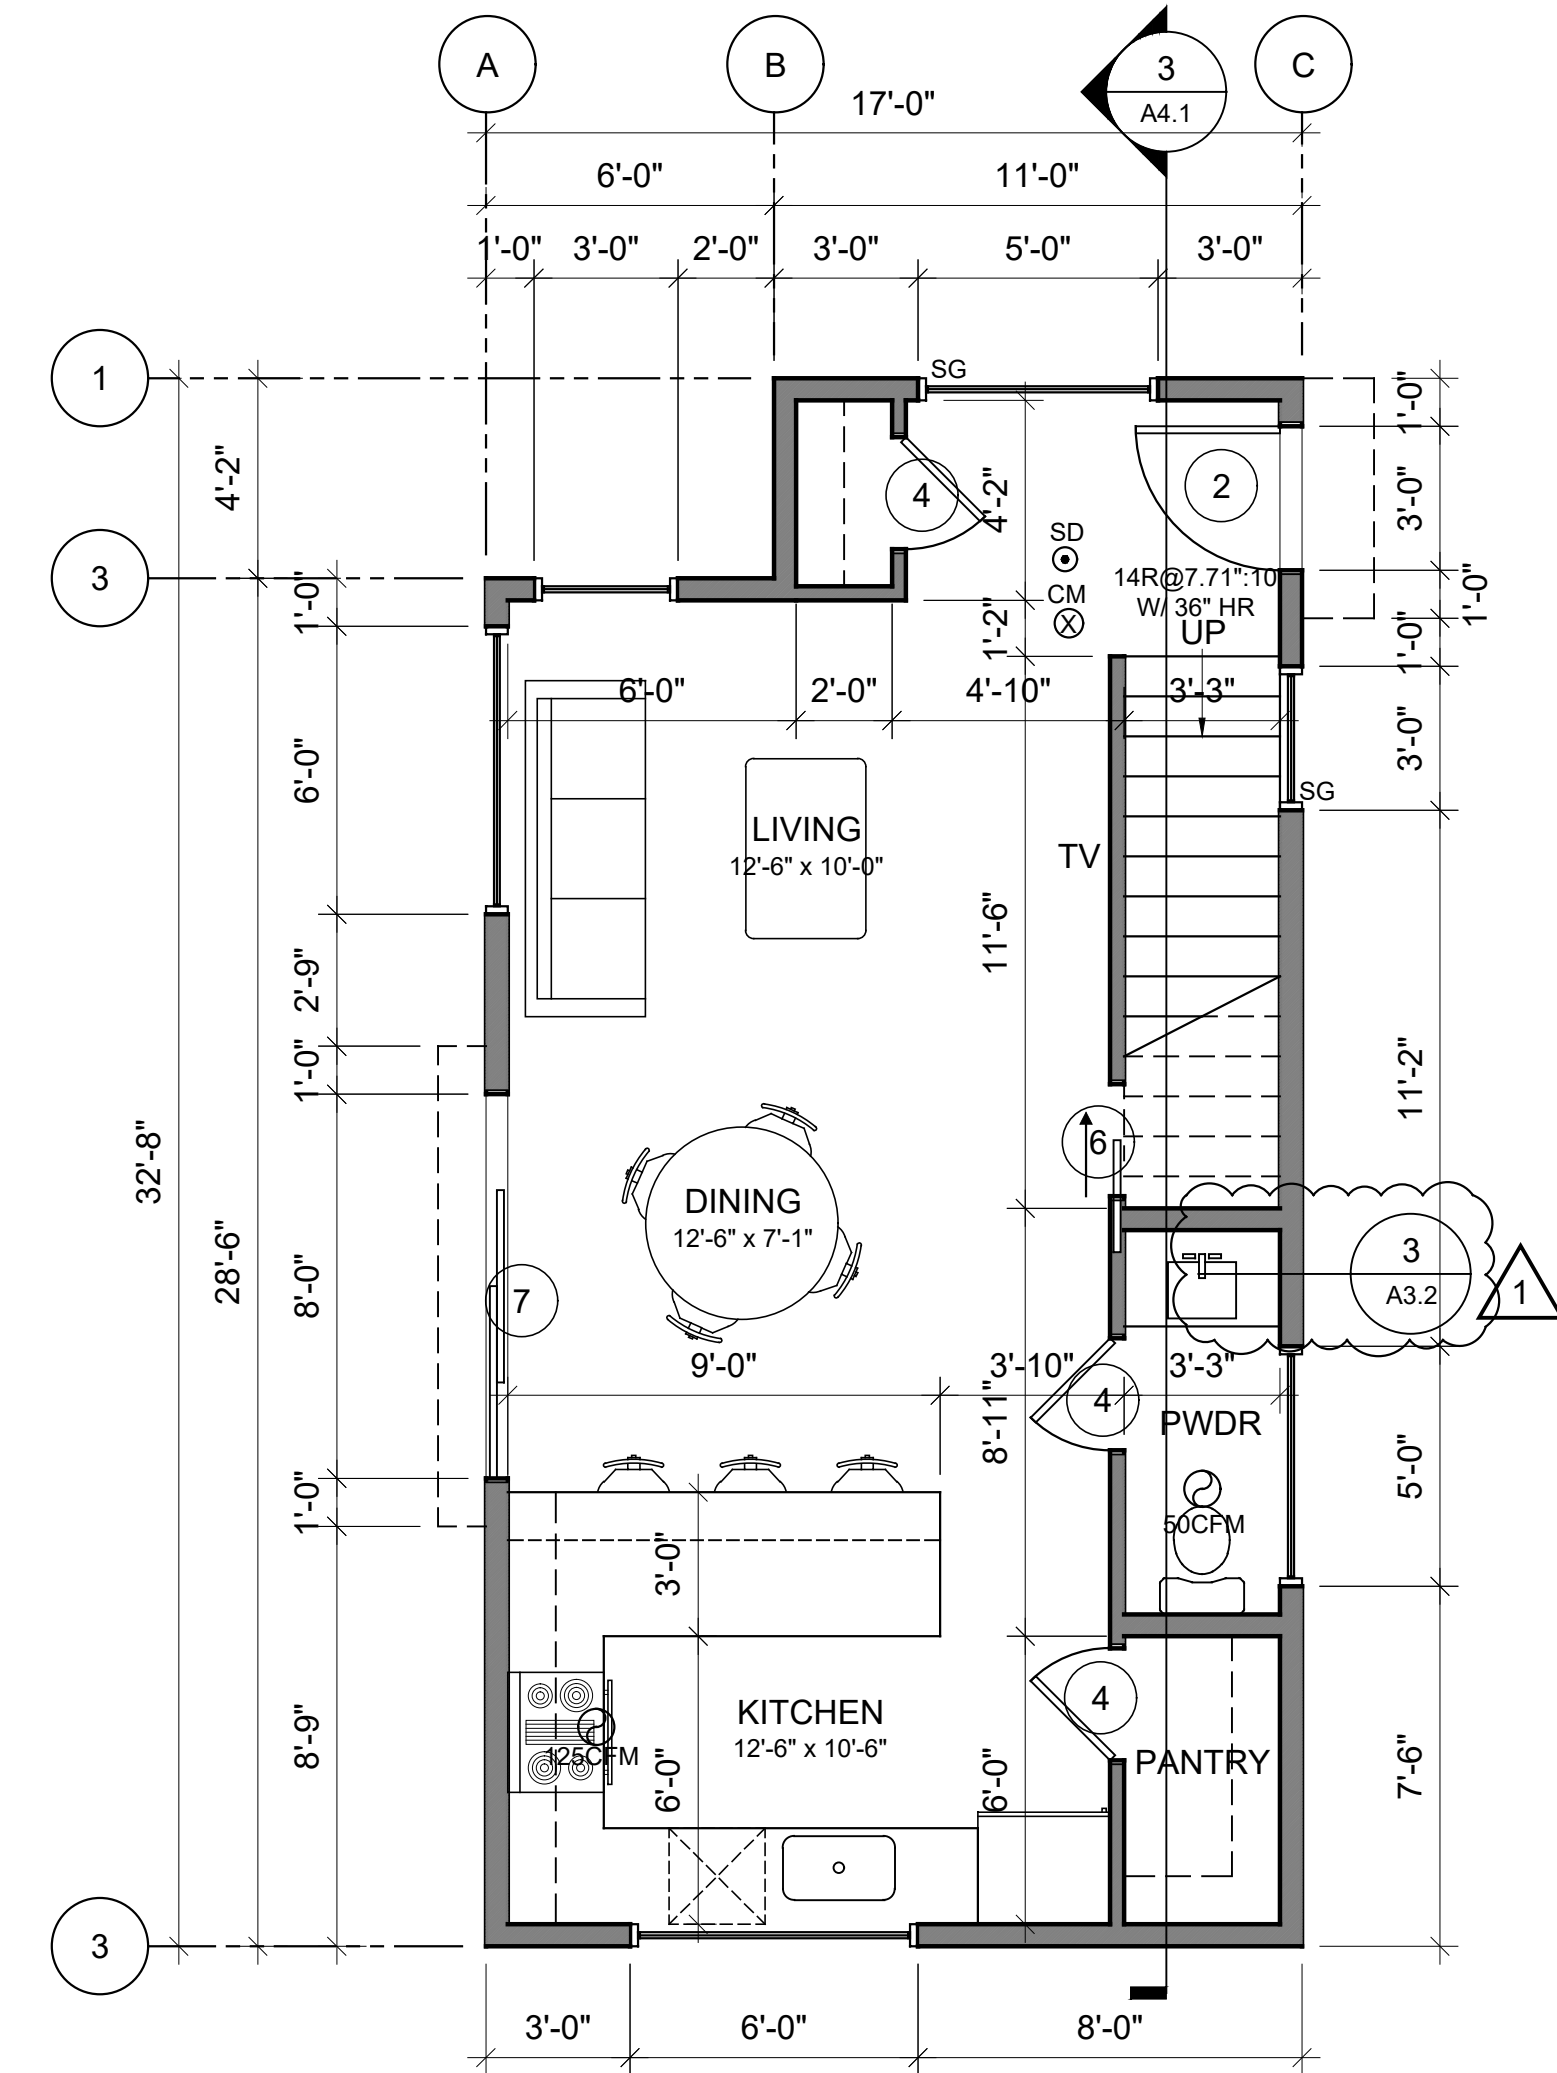 A
B
3
A4.1
C
17'-0"
6'-0"
11'-0"
1'-0"
3'-0"
2'-0"
3'-0"
5'-0"
3'-0"
1
SG
1'-0"
4'-2"
4
4'-2"
2
3'-0"
SD
3
14R@7.71":10
CM
W/ 36" HR
1'-0"
X
UP
1'-2"
1'-0"
1'-0"
6'-0"
2'-0"
4'-10"
3'-3"
6'-0"
3'-0"
SG
LIVING
12'-6" x 10'-0"
TV
11'-6"
2'-9"
1'-0"
11'-2"
6
32'-8"
DINING
12'-6" x 7'-1"
28'-6"
8'-0"
7
3
A3.2
1
9'-0"
3'-10"
3'-3"
4
8'-11"
PWDR
5'-0"
1'-0"
50CFM
3'-0"
4
KITCHEN
12'-6" x 10'-6"
8'-9"
125CFM
6'-0"
6'-0"
PANTRY
7'-6"
3
3'-0"
6'-0"
8'-0"